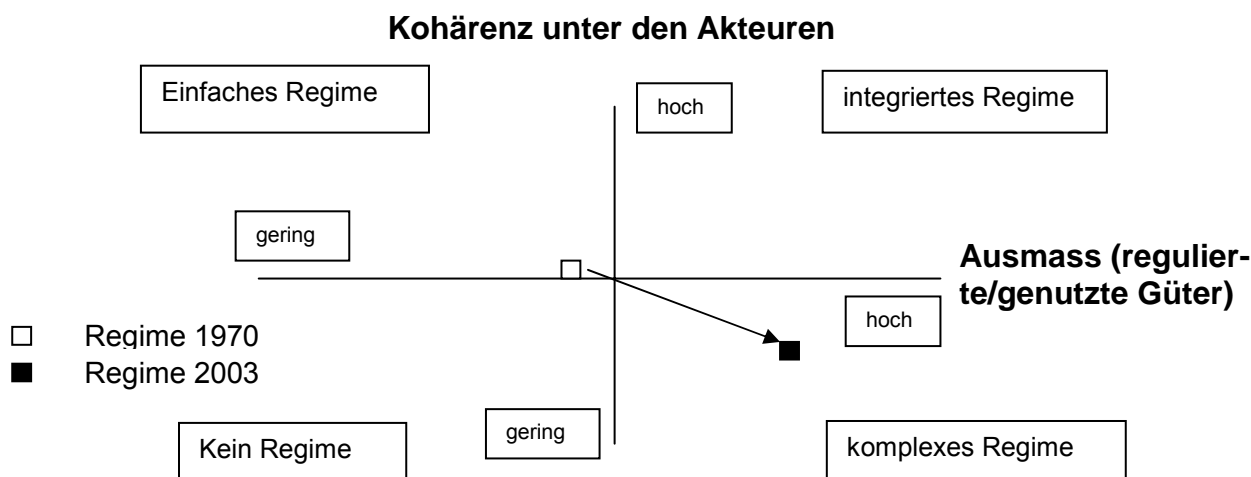 Kohärenz unter den Akteuren
Einfaches Regime
hoch
integriertes Regime
gering
Ausmass (regulier-
te/genutzte Güter)
hoch
Regime 1970
Regime 2003
gering
Kein Regime
komplexes Regime